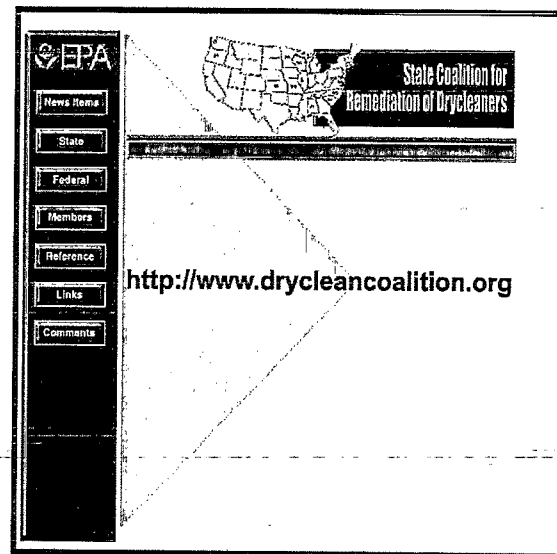 EPA
News Items
State
Federal
Members
Reference
Links
Comments
State Coalition for
Remediation of Drycleaners
http://www.drycleancoalition.org